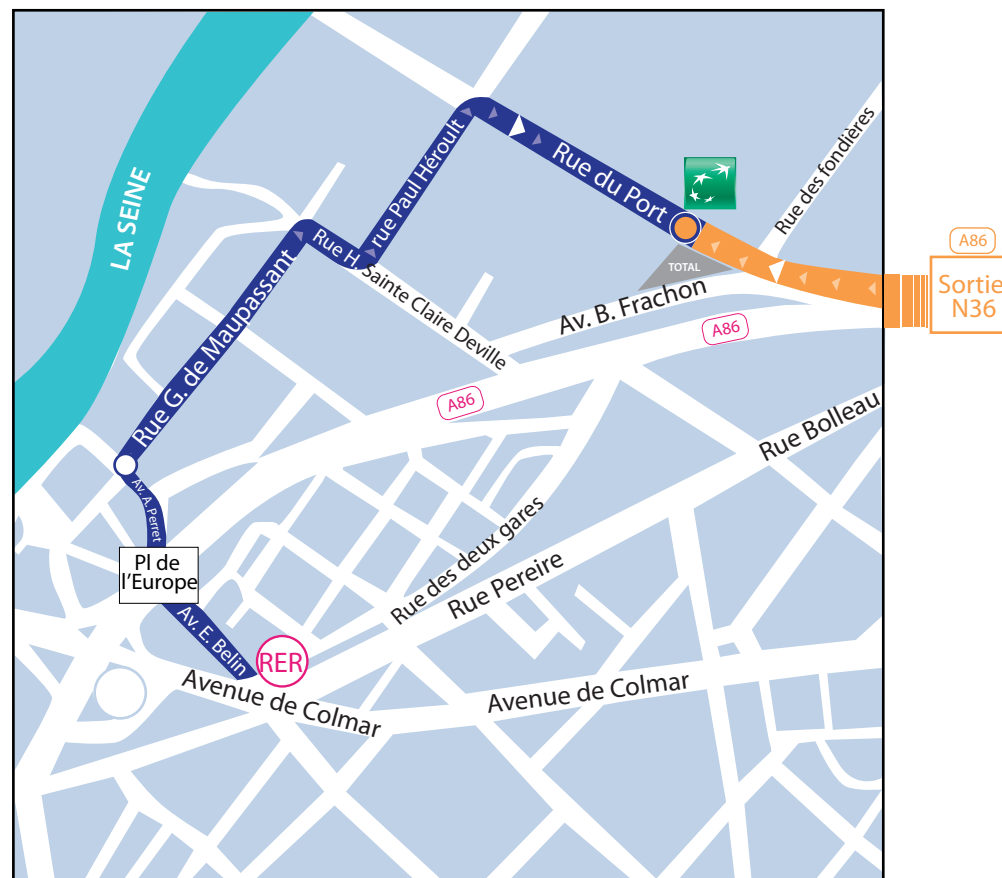 LA SEINE
rue Paul Héroult
Rue du Port
Rue des fondières
A86
Sortie
N36
TOTAL
Rue H. Sainte Claire Deville
Av. B. Frachon
A86
A86
Rue G. de Maupassant
Rue Bolleau
Av. A. Perret
Pl de
l'Europe
Rue des deux gares
Rue Pereire
Av. E. Belin
RER
Avenue de Colmar
Avenue de Colmar